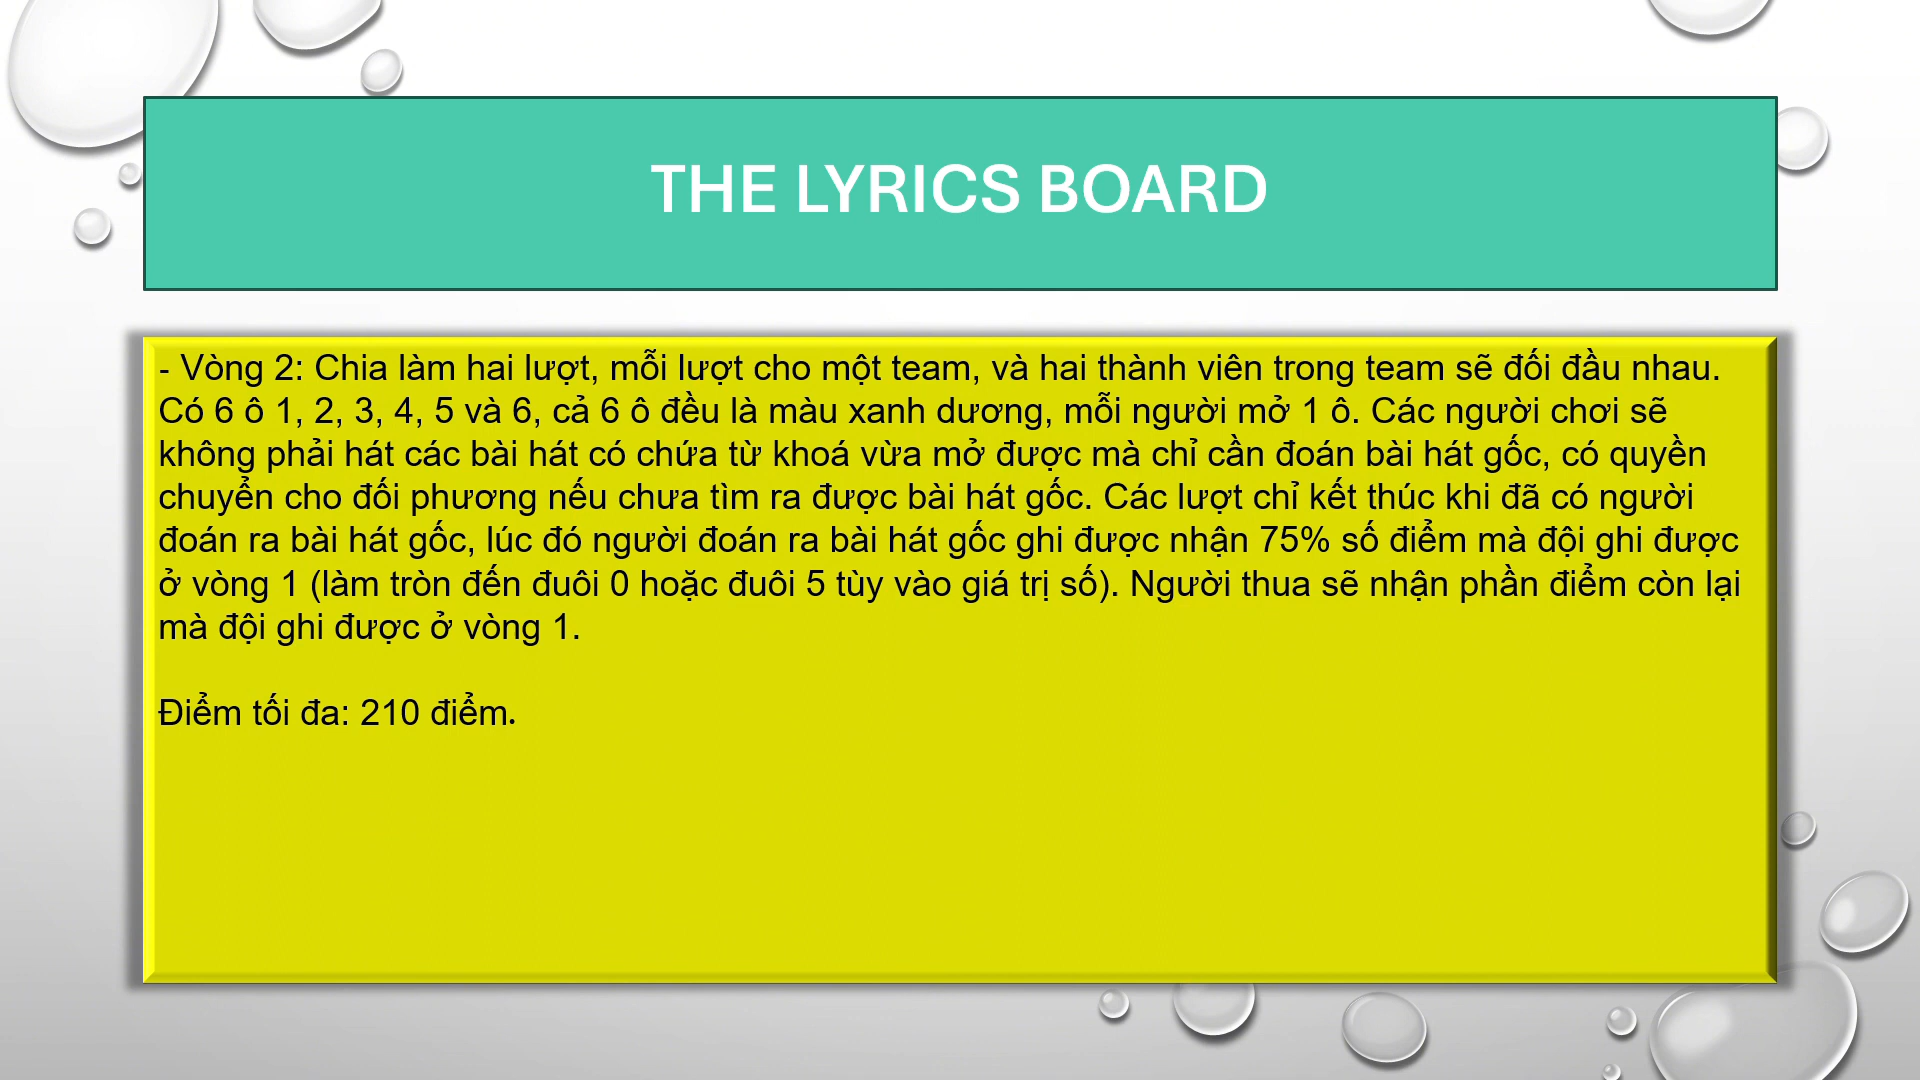 THE LYRICS BOARD
- Vòng 2: Chia làm hai lượt, mỗi lượt cho một team, và hai thành viên trong team sẽ đối đầu nhau.
Có 6 ô 1, 2, 3, 4, 5 và 6, cả 6 ô đều là màu xanh dương, mỗi người mở 1 ô. Các người chơi sẽ
không phải hát các bài hát có chứa từ khoá vừa mở được mà chỉ cần đoán bài hát gốc, có quyền
chuyển cho đối phương nếu chưa tìm ra được bài hát gốc. Các lượt chỉ kết thúc khi đã có người
đoán ra bài hát gốc, lúc đó người đoán ra bài hát gốc ghi được nhận 75% số điểm mà đội ghi được
ở vòng 1 (làm tròn đến đuôi 0 hoặc đuôi 5 tùy vào giá trị số). Người thua sẽ nhận phần điểm còn lại
mà đội ghi được ở vòng 1.
Điểm tối đa: 210 điểm.